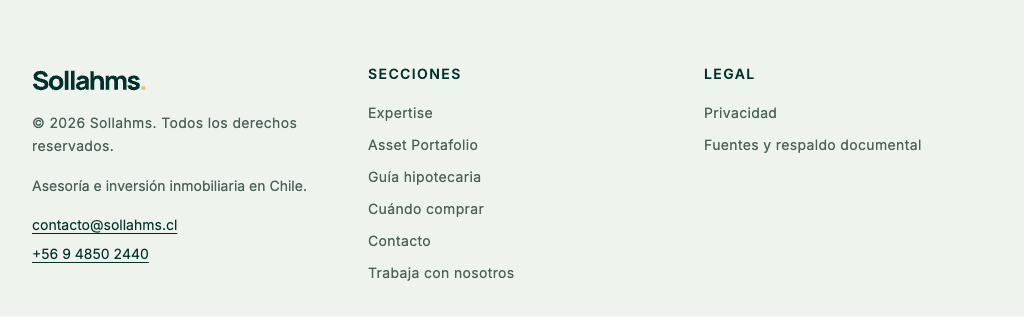 Sollahms.
© 2026 Sollahms. Todos los derechos
reservados.
Asesoría e inversión inmobiliaria en Chile.
contacto@sollahms.cl
+56 9 4850 2440
SECCIONES
Expertise
Asset Portafolio
Guía hipotecaria
Cuándo comprar
Contacto
Trabaja con nosotros
LEGAL
Privacidad
Fuentes y respaldo documental